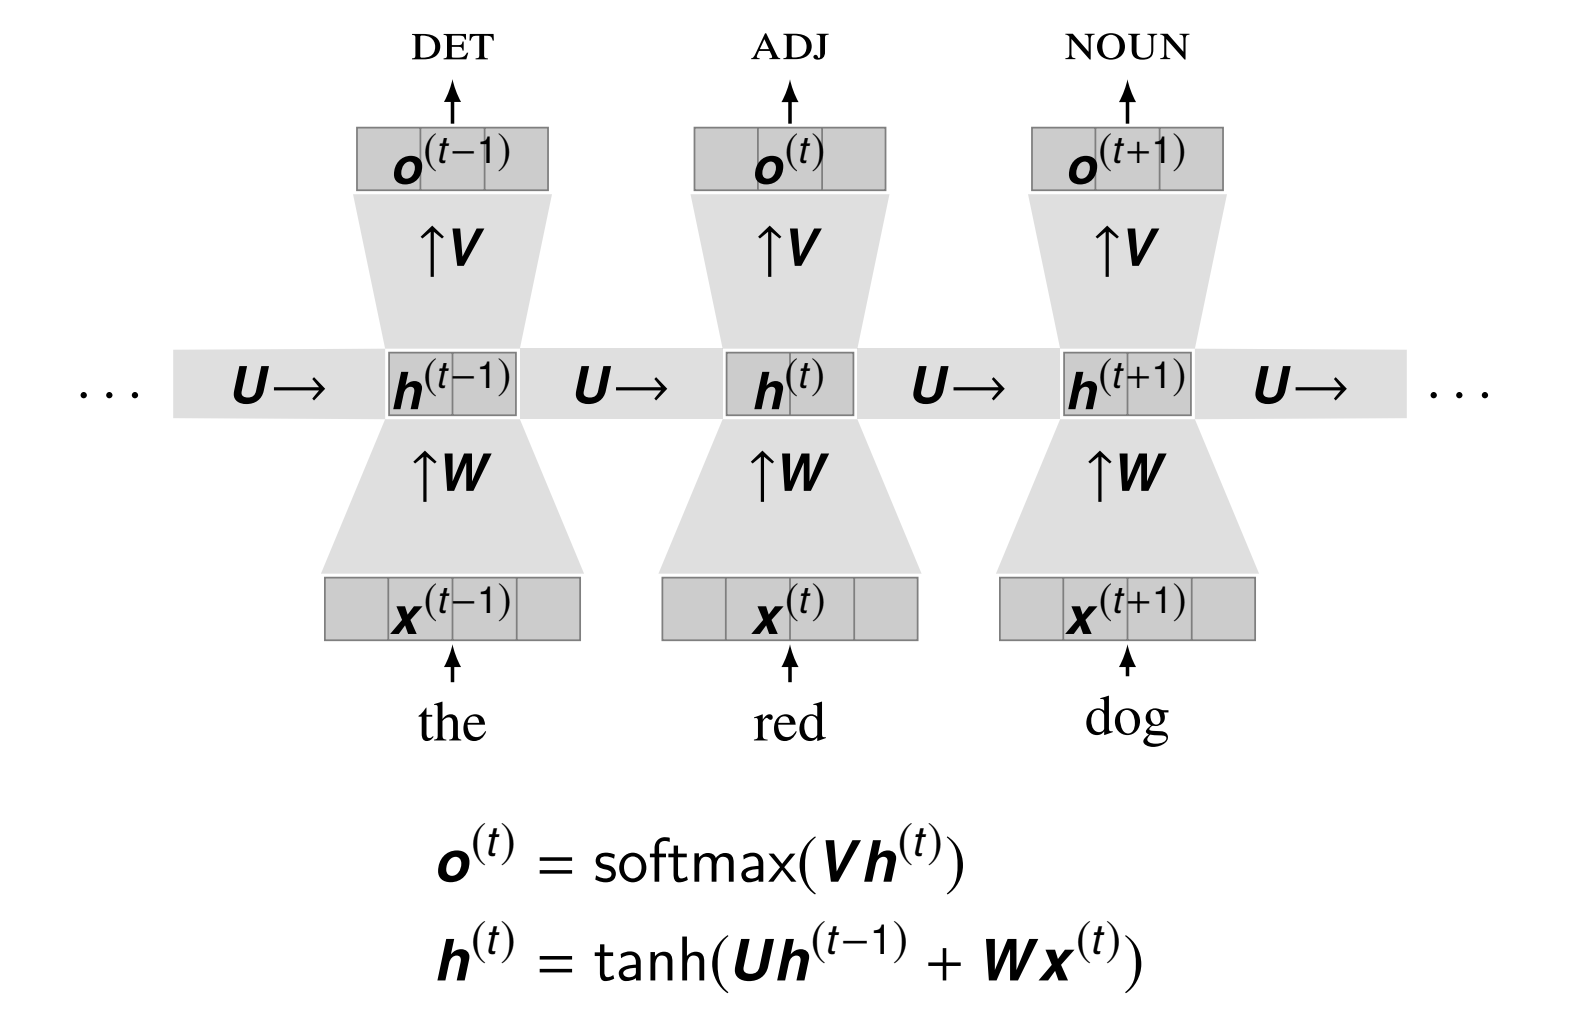 DET ADJ NOUN
o^(t−1) o^(t) o^(t+1)
↑V ↑V ↑V
... U→ h^(t−1) U→ h^(t) U→ h^(t+1) U→ ...
↑W ↑W ↑W
x^(t−1) x^(t) x^(t+1)
the red dog
o^(t) = softmax(Vh^(t))
h^(t) = tanh(Uh^(t−1) + Wx^(t))